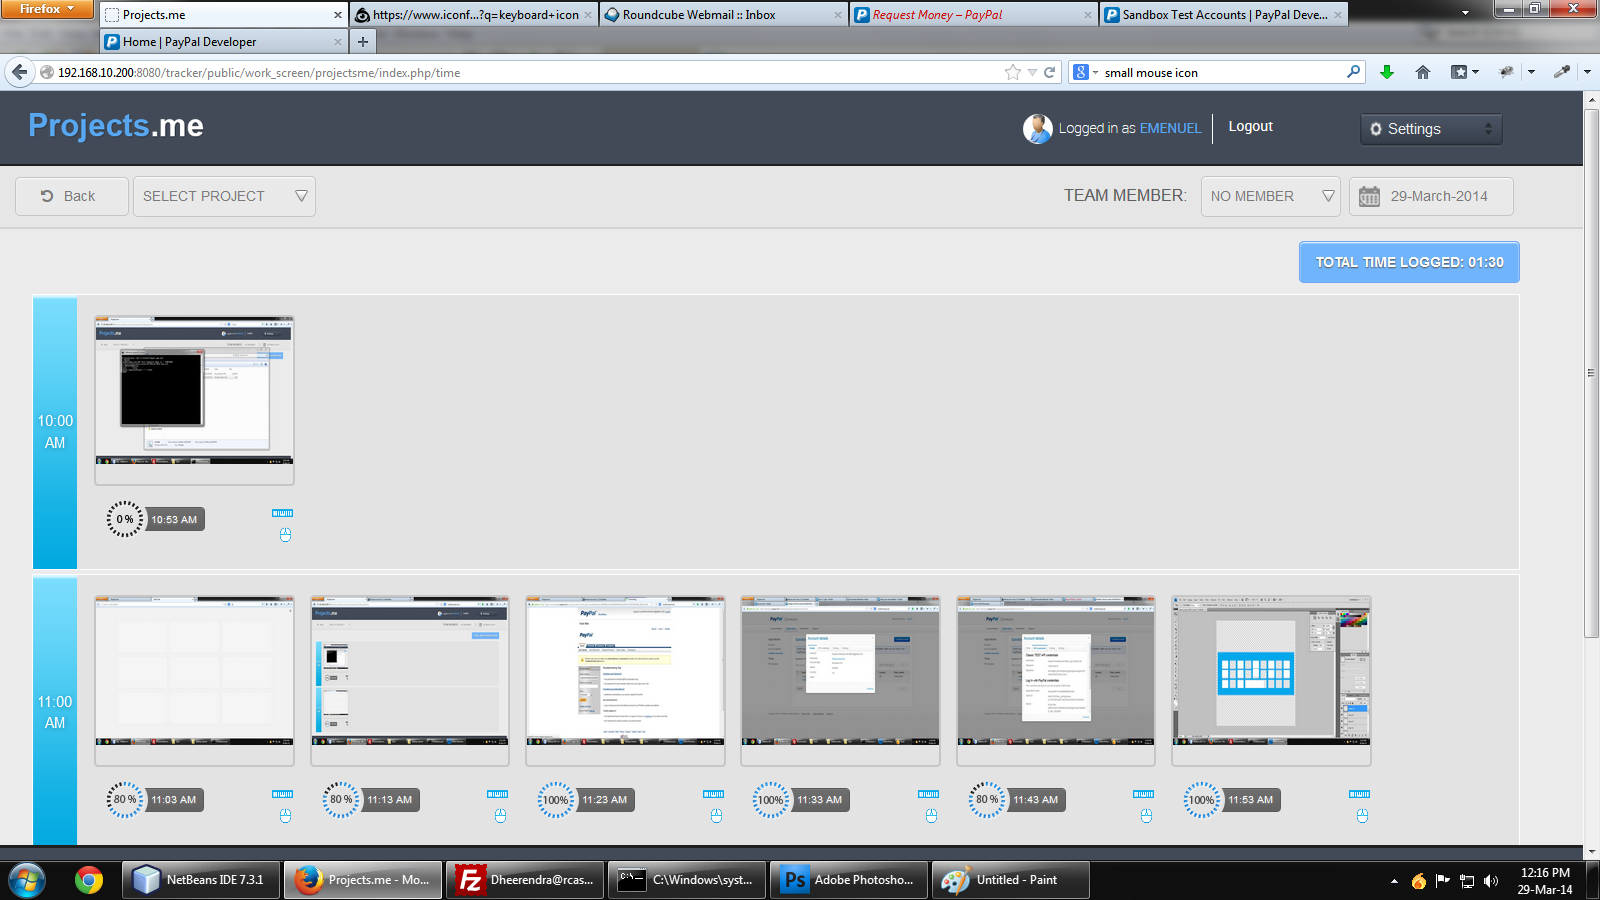 Firefox
Projects.me
https://www.iconf...?q=keyboard+icon
Roundcube Webmail :: Inbox
Request Money – PayPal
Sandbox Test Accounts | PayPal Deve...
Home | PayPal Developer
192.168.10.200:8080/tracker/public/work_screen/projectsme/index.php/time
small mouse icon
Projects.me
Logged in as EMENUEL
Logout
Settings
Back
SELECT PROJECT
TEAM MEMBER:
NO MEMBER
29-March-2014
TOTAL TIME LOGGED: 01:30
10:00
AM
0 %
10:53 AM
11:00
AM
80 %
11:03 AM
80 %
11:13 AM
100%
11:23 AM
100%
11:33 AM
80 %
11:43 AM
100%
11:53 AM
NetBeans IDE 7.3.1
Projects.me - Mo...
Dheerendra@rcas...
C:\Windows\syst...
Adobe Photosho...
Untitled - Paint
12:16 PM
29-Mar-14